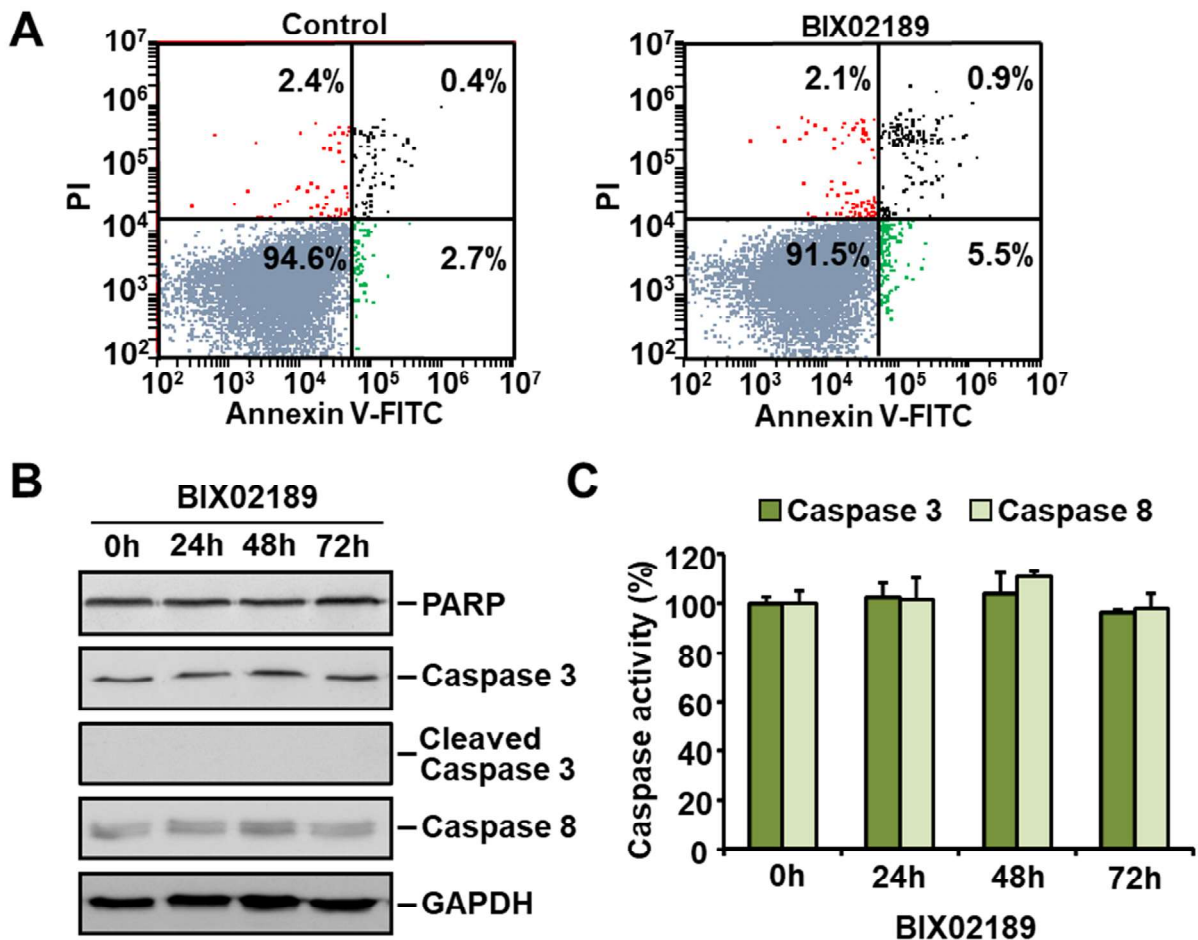 A
Control
10⁷
10⁶
10⁵
10⁴
10³
10²
PI
2.4%
0.4%
94.6%
2.7%
10² 10³ 10⁴ 10⁵ 10⁶ 10⁷
Annexin V-FITC
BIX02189
10⁷
10⁶
10⁵
10⁴
10³
10²
PI
2.1%
0.9%
91.5%
5.5%
10² 10³ 10⁴ 10⁵ 10⁶ 10⁷
Annexin V-FITC
B
BIX02189
0h 24h 48h 72h
PARP
Caspase 3
Cleaved
Caspase 3
Caspase 8
GAPDH
C
Caspase 3 Caspase 8
Caspase activity (%)
120
100
80
60
40
20
0
0h 24h 48h 72h
BIX02189